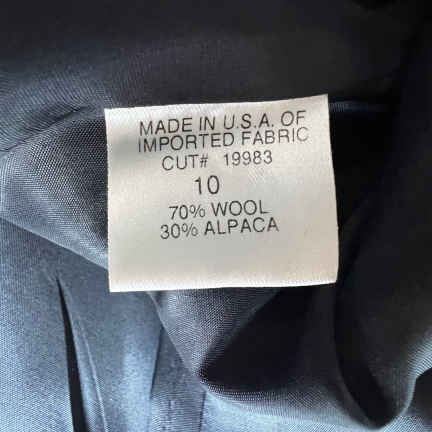 MADE IN U.S.A. OF
IMPORTED FABRIC
CUT# 19983
10
70% WOOL
30% ALPACA